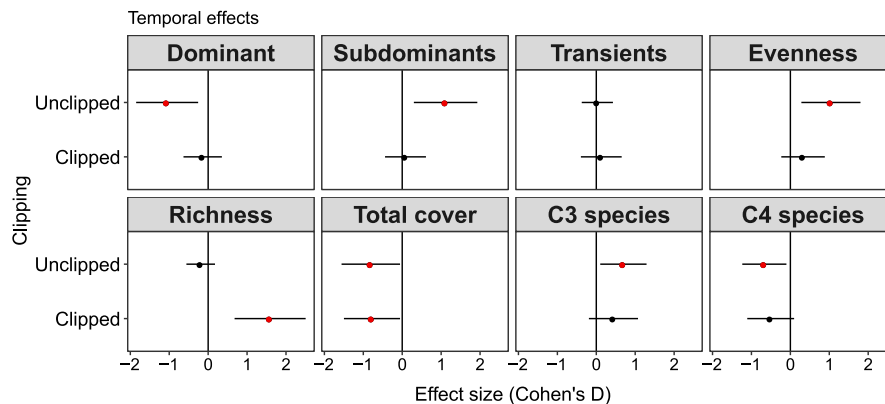 Temporal effects
Dominant Subdominants Transients Evenness
Unclipped
Clipped
Clipping
Richness Total cover C3 species C4 species
Unclipped
Clipped
−2 −1 0 1 2 −2 −1 0 1 2 −2 −1 0 1 2 −2 −1 0 1 2
Effect size (Cohen's D)